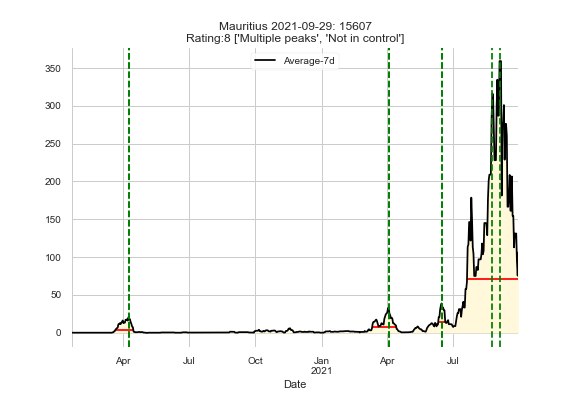 Mauritius 2021-09-29: 15607
Rating:8 ['Multiple peaks', 'Not in control']
Average-7d
350
300
250
200
150
100
50
0
Apr Jul Oct Jan Apr Jul
2021
Date